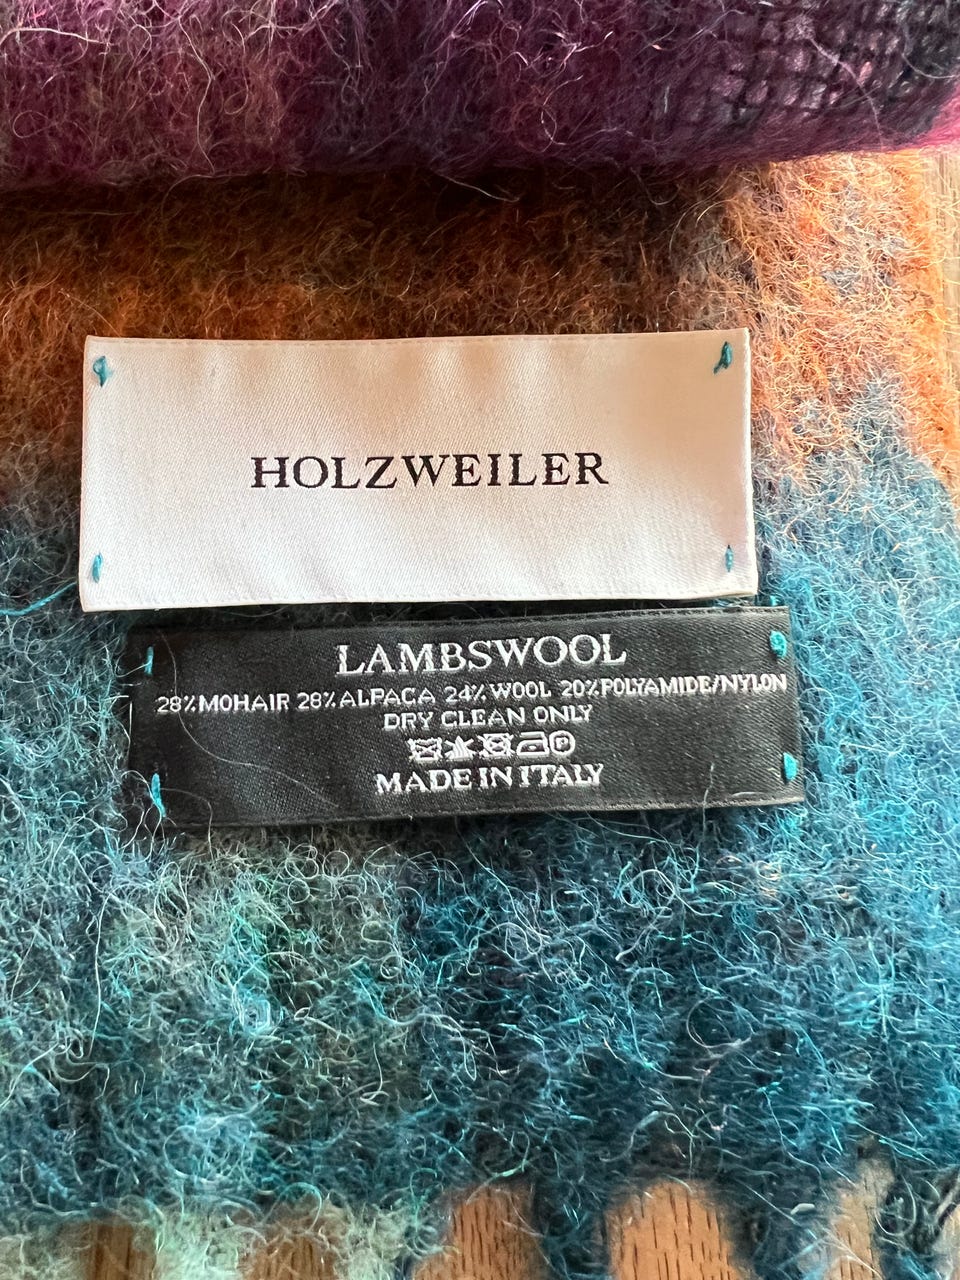 HOLZWEILER
LAMBSWOOL
28%MOHAIR 28%ALPACA 24%WOOL 20%POLYAMIDE/NYLON
DRY CLEAN ONLY
P
MADE IN ITALY